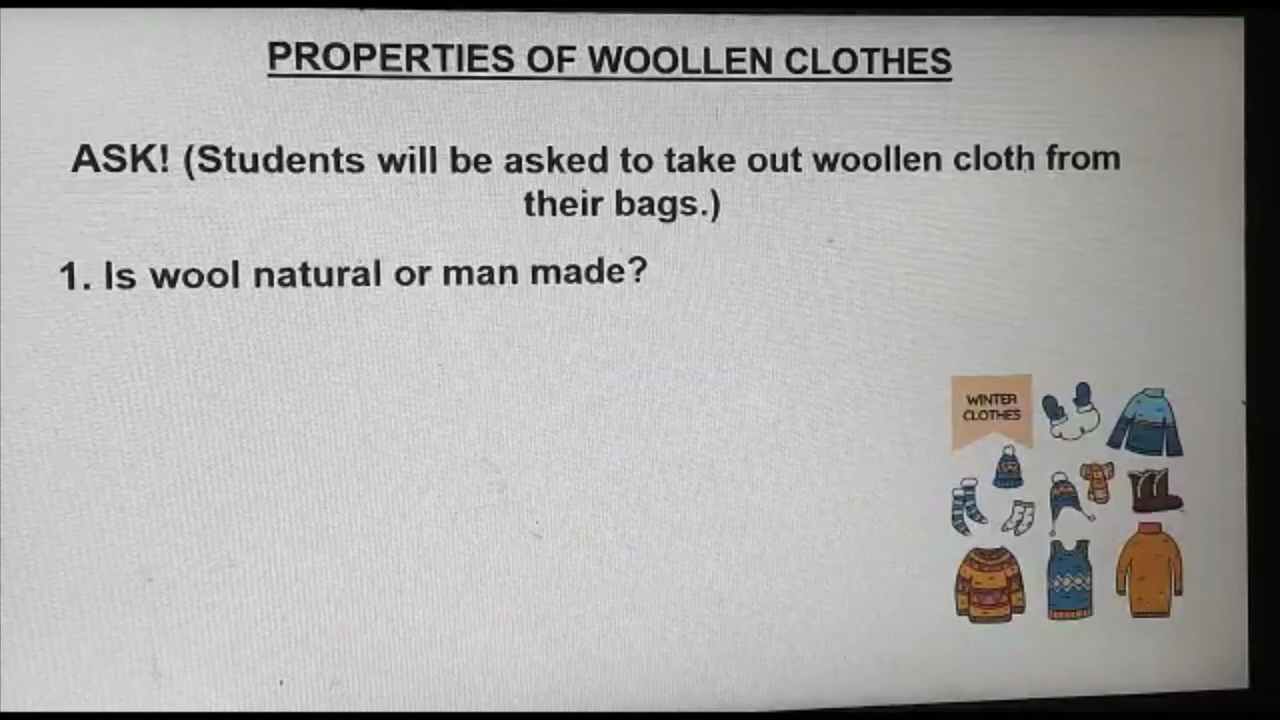 PROPERTIES OF WOOLLEN CLOTHES
ASK! (Students will be asked to take out woollen cloth from
their bags.)
1. Is wool natural or man made?
WINTER
CLOTHES